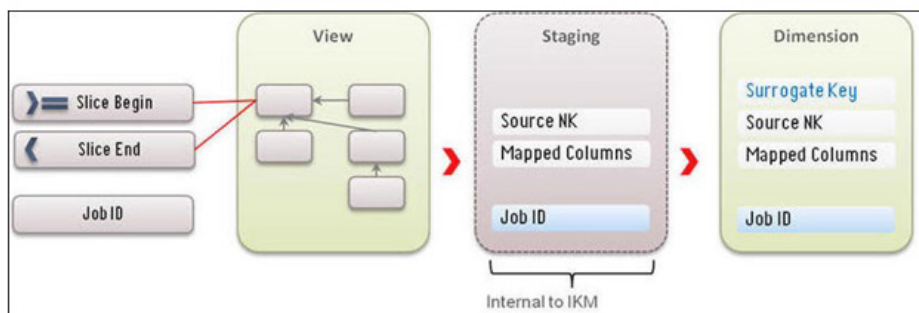 View
Staging
Dimension
Slice Begin
Slice End
Job ID
Source NK
Mapped Columns
Job ID
Surrogate Key
Source NK
Mapped Columns
Job ID
Internal to IKM